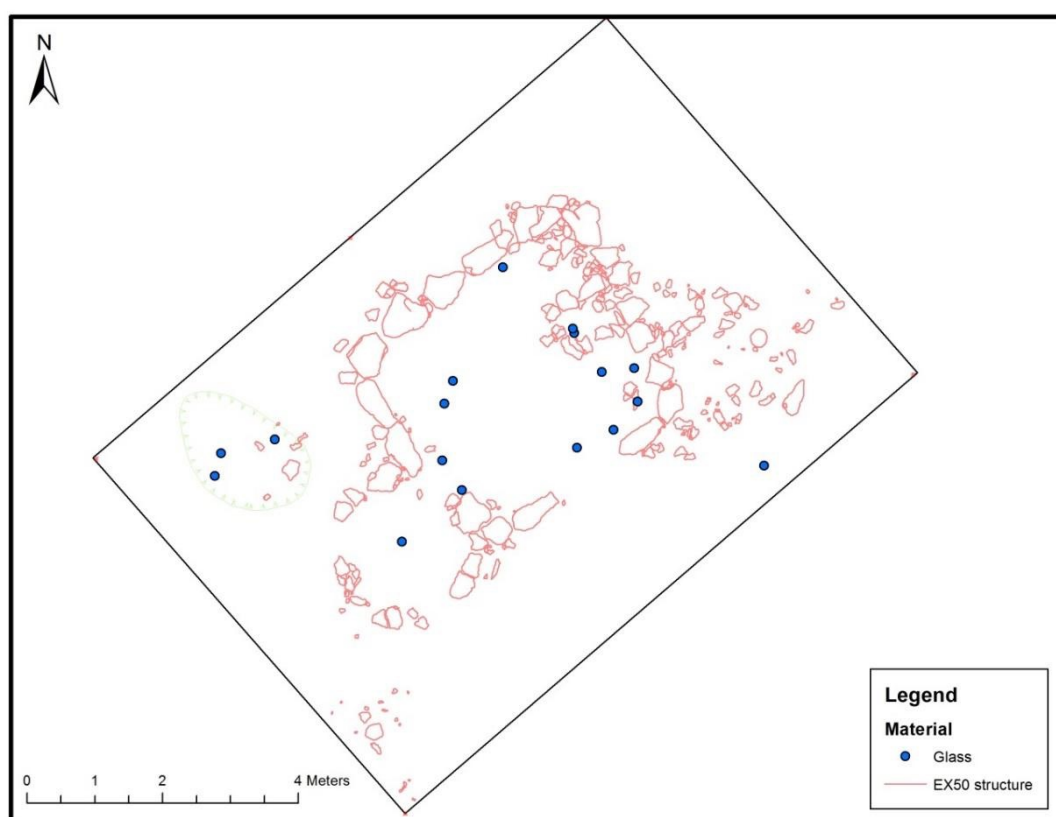 N
Legend
Material
Glass
EX50 structure
0 1 2 4 Meters